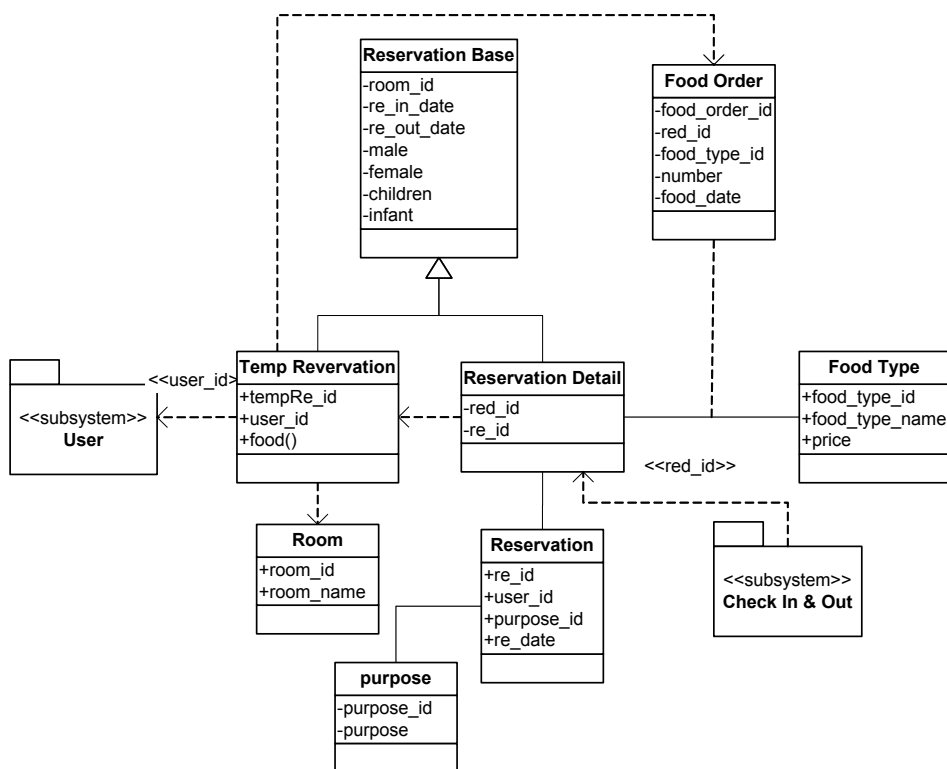 Reservation Base
-room_id
-re_in_date
-re_out_date
-male
-female
-children
-infant
Food Order
-food_order_id
-red_id
-food_type_id
-number
-food_date
<<subsystem>>
User
<<user_id>
Temp Revervation
+tempRe_id
+user_id
+food()
Reservation Detail
-red_id
-re_id
Food Type
+food_type_id
+food_type_name
+price
<<red_id>>
Room
+room_id
+room_name
Reservation
+re_id
+user_id
+purpose_id
+re_date
<<subsystem>>
Check In & Out
purpose
-purpose_id
-purpose